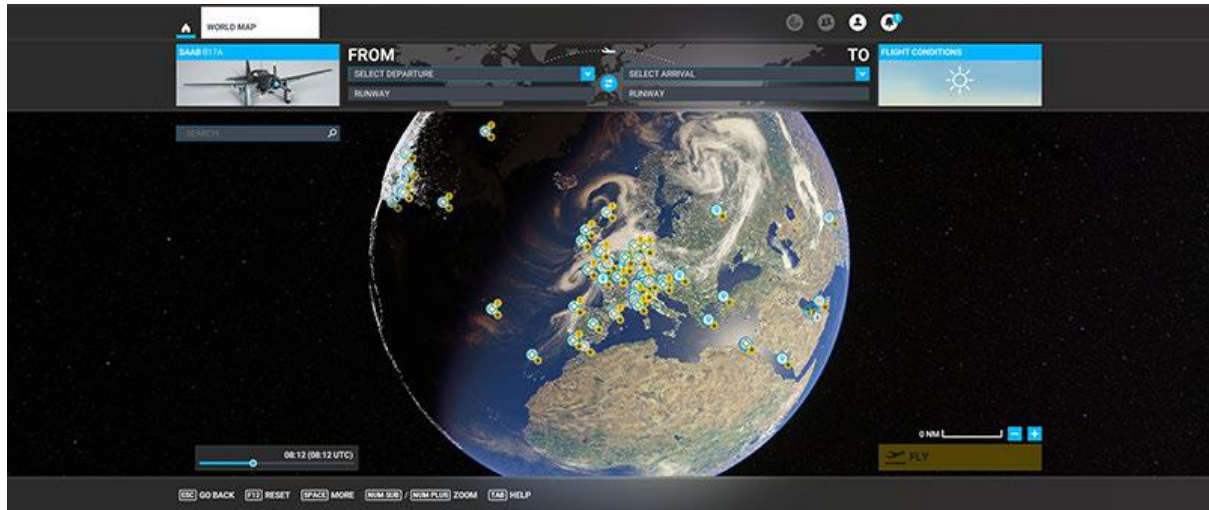 WORLD MAP
SAAB B17A
FROM
TO
FLIGHT CONDITIONS
SELECT DEPARTURE
SELECT ARRIVAL
RUNWAY
RUNWAY
SEARCH
0 NM
08:12 (08:12 UTC)
FLY
ESC GO BACK F12 RESET SPACE MORE NUM SUB / NUM PLUS ZOOM TAB HELP